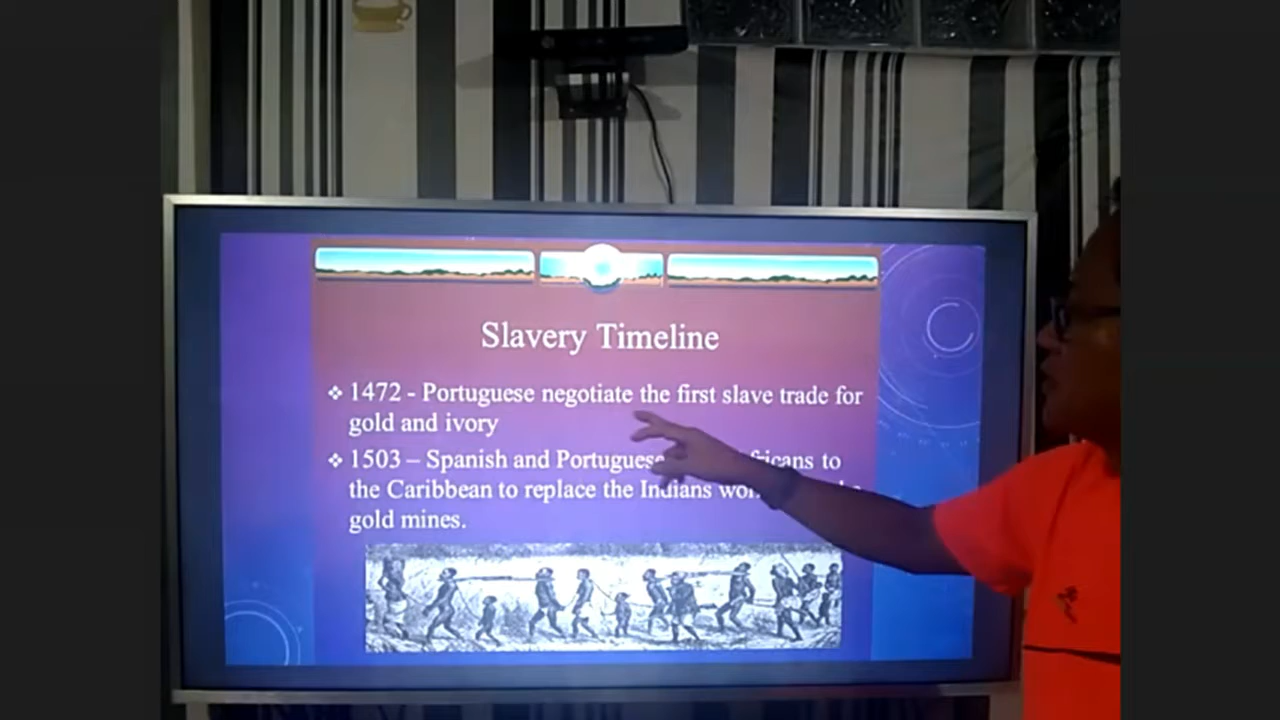 Slavery Timeline
❖ 1472 - Portuguese negotiate the first slave trade for
gold and ivory
❖ 1503 – Spanish and Portuguese to
the Caribbean to replace the Indians
gold mines.